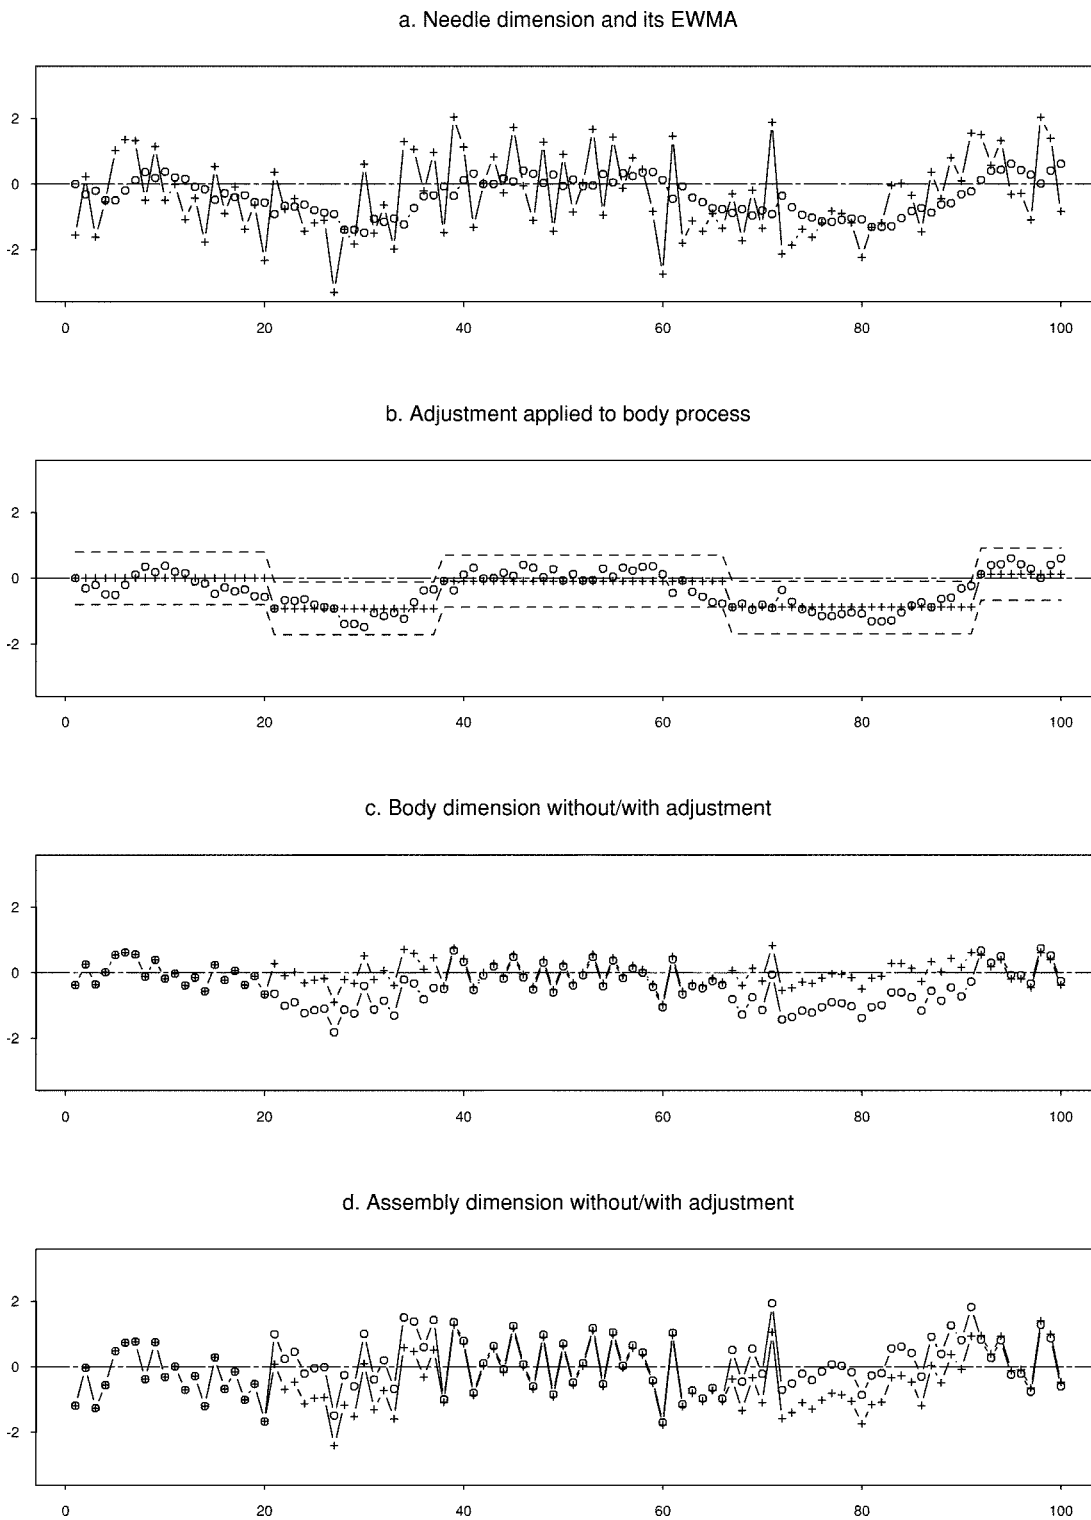 a. Needle dimension and its EWMA
2
0
-2
0 20 40 60 80 100
b. Adjustment applied to body process
2
0
-2
0 20 40 60 80 100
c. Body dimension without/with adjustment
2
0
-2
0 20 40 60 80 100
d. Assembly dimension without/with adjustment
2
0
-2
0 20 40 60 80 100